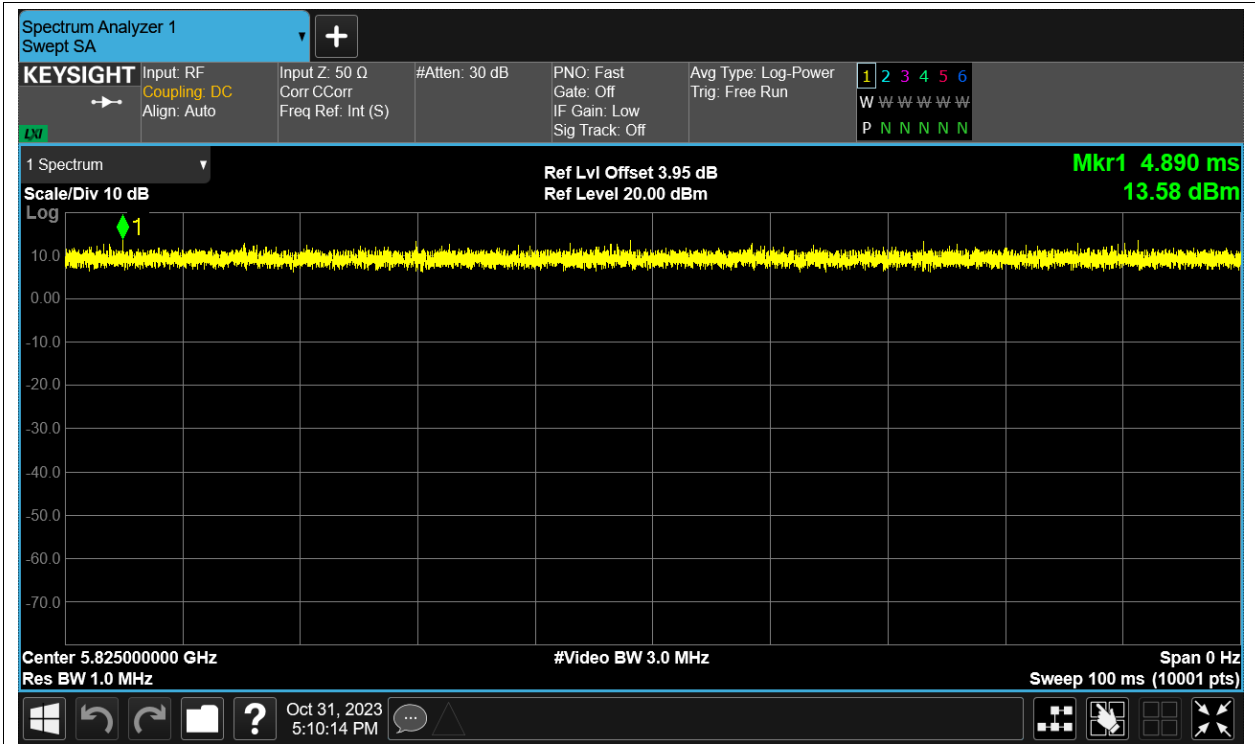 Spectrum Analyzer 1
Swept SA
KEYSIGHT
LXI
Input: RF
Coupling: DC
Align: Auto
Input Z: 50 Ω
Corr CCorr
Freq Ref: Int (S)
#Atten: 30 dB
PNO: Fast
Gate: Off
IF Gain: Low
Sig Track: Off
Avg Type: Log-Power
Trig: Free Run
1 2 3 4 5 6
W W W W W W
P N N N N N
1 Spectrum
Scale/Div 10 dB
Log
Ref Lvl Offset 3.95 dB
Ref Level 20.00 dBm
Mkr1 4.890 ms
13.58 dBm
1
10.0
0.00
-10.0
-20.0
-30.0
-40.0
-50.0
-60.0
-70.0
Center 5.825000000 GHz
Res BW 1.0 MHz
#Video BW 3.0 MHz
Span 0 Hz
Sweep 100 ms (10001 pts)
?
Oct 31, 2023
5:10:14 PM